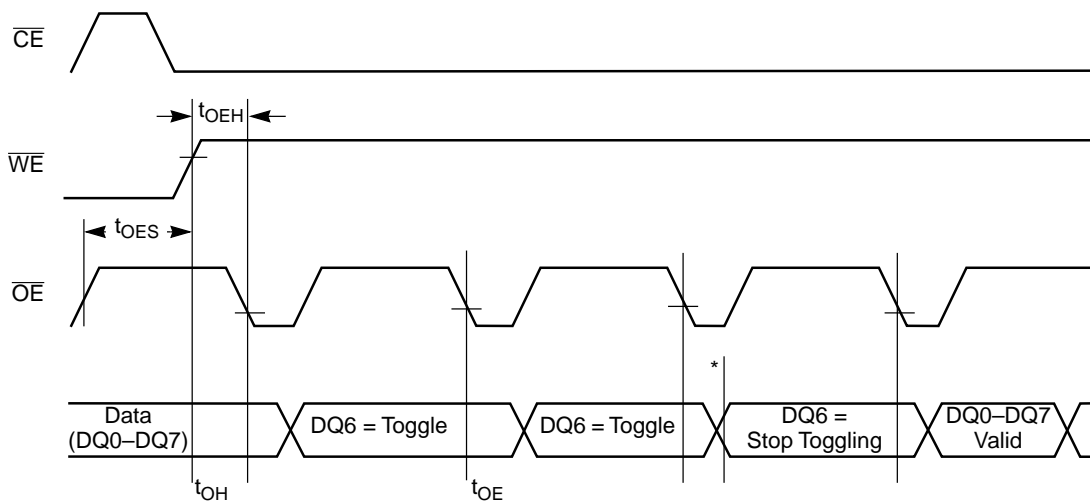 CE
tOEH
WE
tOES
OE
*
Data
(DQ0–DQ7)
DQ6 = Toggle
DQ6 = Toggle
DQ6 =
Stop Toggling
DQ0–DQ7
Valid
tOH
tOE